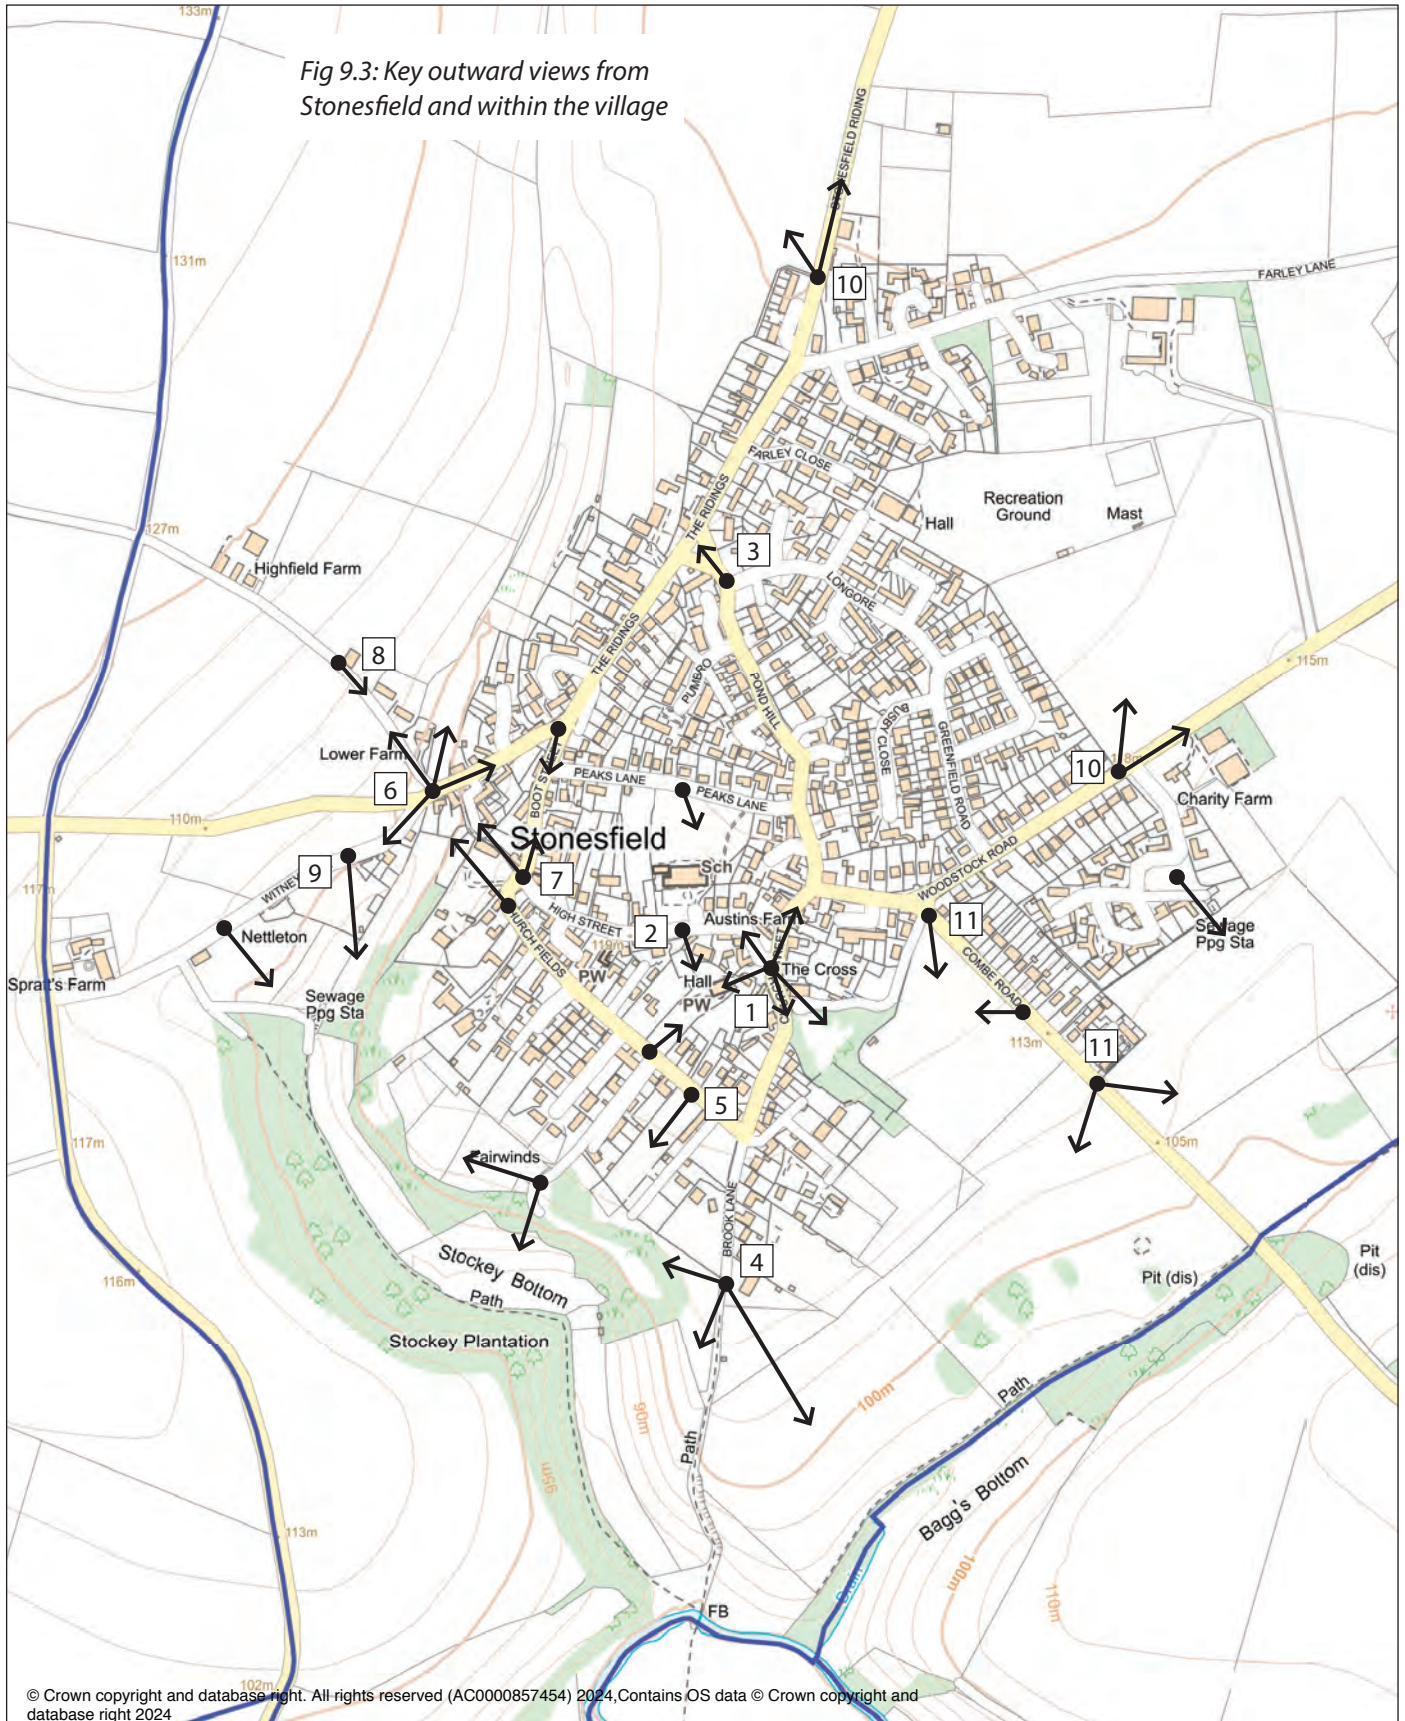 133m
Fig 9.3: Key outward views from
Stonesfield and within the village
STONESFIELD RIDING
131m
FARLEY LANE
10
FARLEY CLOSE
THE RIDINGS
Recreation
Ground
Mast
Hall
127m
3
Highfield Farm
LONGORE
THE RIDINGS
8
115m
PUMBRO
POND HILL
BUSBY CLOSE
GREENFIELD ROAD
Lower Farm
10
PEAKS LANE
PEAKS LANE
6
Charity Farm
110m
Stonesfield
WOODSTOCK ROAD
9
Sch
7
117m
WITNEY
HIGH STREET
Austins Farm
11
2
119m
Nettleton
CHURCH FIELDS
Sewage
Ppg Sta
COMBE ROAD
PW
Spratt's Farm
Hall
The Cross
PW
Sewage
Ppg Sta
1
113m
11
5
117m
105m
Fairwinds
BROOK LANE
4
Stockey Bottom
Path
116m
Pit (dis)
Pit
(dis)
Stockey Plantation
100m
Path
90m
Path
95m
Bagg's Bottom
113m
100m
110m
Drain
FB
102m
© Crown copyright and database right. All rights reserved (AC0000857454) 2024,Contains OS data © Crown copyright and
database right 2024